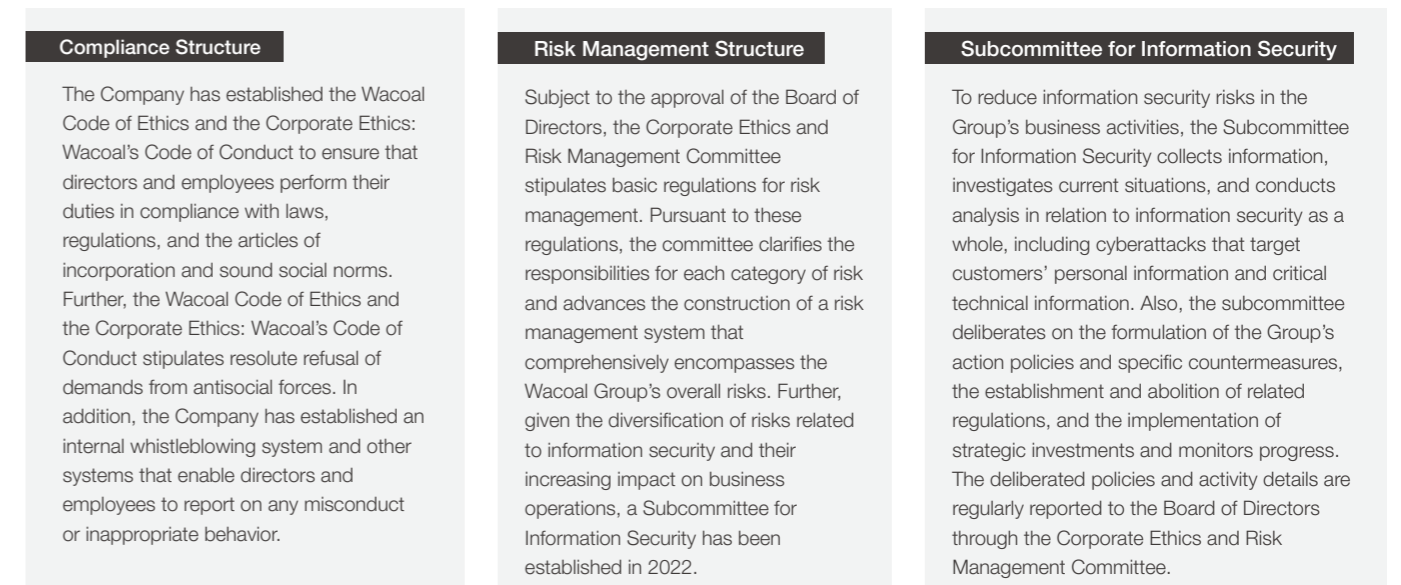 Compliance Structure
The Company has established the Wacoal
Code of Ethics and the Corporate Ethics:
Wacoal's Code of Conduct to ensure that
directors and employees perform their
duties in compliance with laws,
regulations, and the articles of
incorporation and sound social norms.
Further, the Wacoal Code of Ethics and
the Corporate Ethics: Wacoal's Code of
Conduct stipulates resolute refusal of
demands from antisocial forces. In
addition, the Company has established an
internal whistleblowing system and other
systems that enable directors and
employees to report on any misconduct
or inappropriate behavior.
Risk Management Structure
Subject to the approval of the Board of
Directors, the Corporate Ethics and
Risk Management Committee
stipulates basic regulations for risk
management. Pursuant to these
regulations, the committee clarifies the
responsibilities for each category of risk
and advances the construction of a risk
management system that
comprehensively encompasses the
Wacoal Group's overall risks. Further,
given the diversification of risks related
to information security and their
increasing impact on business
operations, a Subcommittee for
Information Security has been
established in 2022.
Subcommittee for Information Security
To reduce information security risks in the
Group's business activities, the Subcommittee
for Information Security collects information,
investigates current situations, and conducts
analysis in relation to information security as a
whole, including cyberattacks that target
customers' personal information and critical
technical information. Also, the subcommittee
deliberates on the formulation of the Group's
action policies and specific countermeasures,
the establishment and abolition of related
regulations, and the implementation of
strategic investments and monitors progress.
The deliberated policies and activity details are
regularly reported to the Board of Directors
through the Corporate Ethics and Risk
Management Committee.